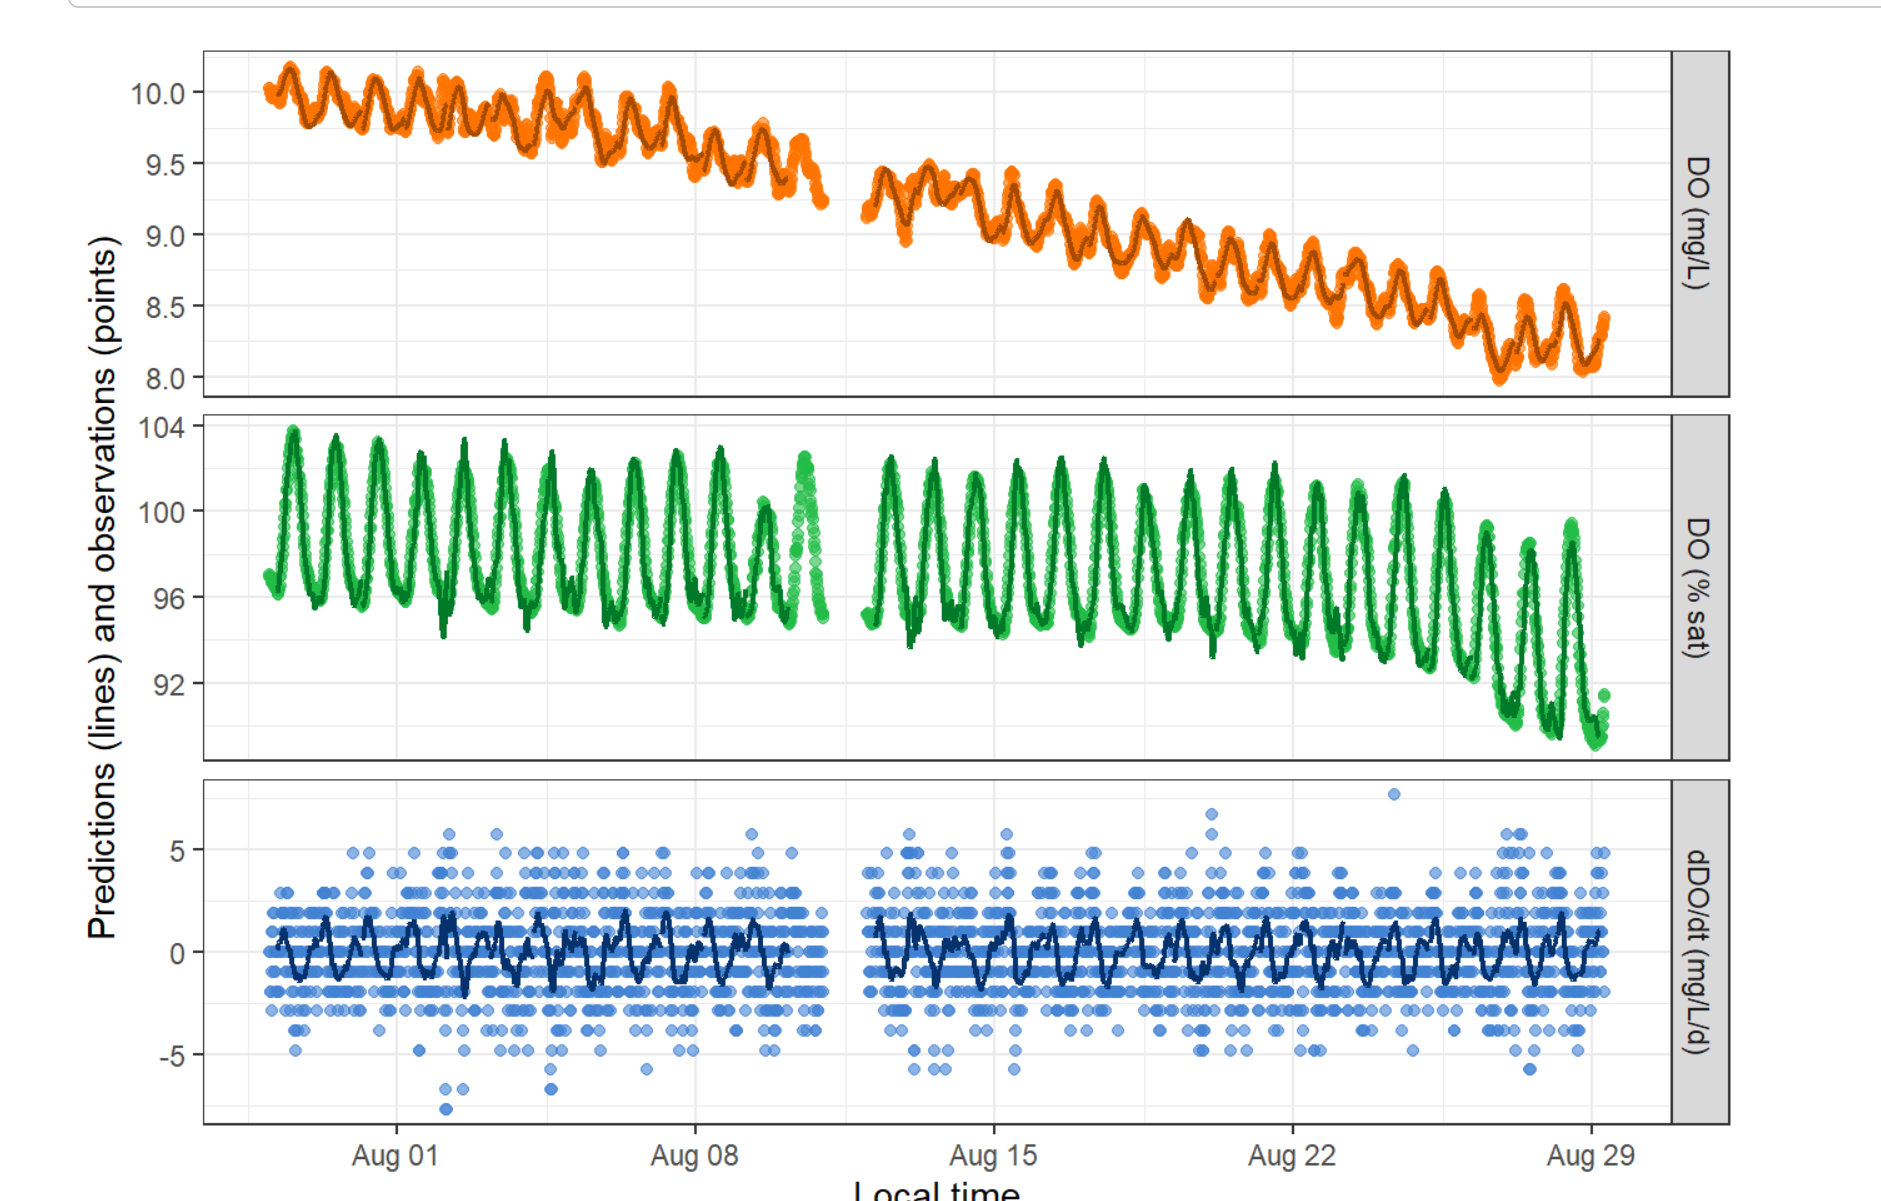 10.0
9.5
9.0
8.5
8.0
DO (mg/L)
104
100
96
92
DO (% sat)
5
0
-5
dDO/dt (mg/L/d)
Predictions (lines) and observations (points)
Aug 01
Aug 08
Aug 15
Aug 22
Aug 29
Local time